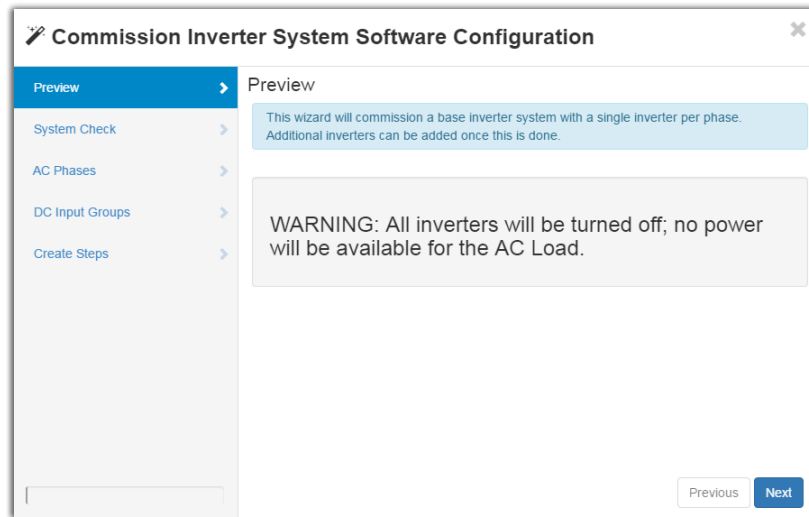 Commission Inverter System Software Configuration
Preview
System Check
AC Phases
DC Input Groups
Create Steps
Preview
This wizard will commission a base inverter system with a single inverter per phase.
Additional inverters can be added once this is done.
WARNING: All inverters will be turned off; no power
will be available for the AC Load.
Previous
Next